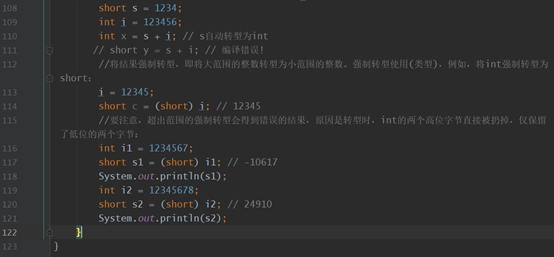 108 short s = 1234;
109 int i = 123456;
110 int x = s + i; // s自动转型为int
111 // short y = s + i; // 编译错误!
112 //将结果强制转型，即将大范围的整数转型为小范围的整数。强制转型使用(类型)，例如，将int强制转型为
short：
113 i = 12345;
114 short c = (short) i; // 12345
115 //要注意，超出范围的强制转型会得到错误的结果，原因是转型时，int的两个高位字节直接被扔掉，仅保留
了低位的两个字节：
116 int i1 = 1234567;
117 short s1 = (short) i1; // -10617
118 System.out.println(s1);
119 int i2 = 12345678;
120 short s2 = (short) i2; // 24910
121 System.out.println(s2);
122 }
123 }